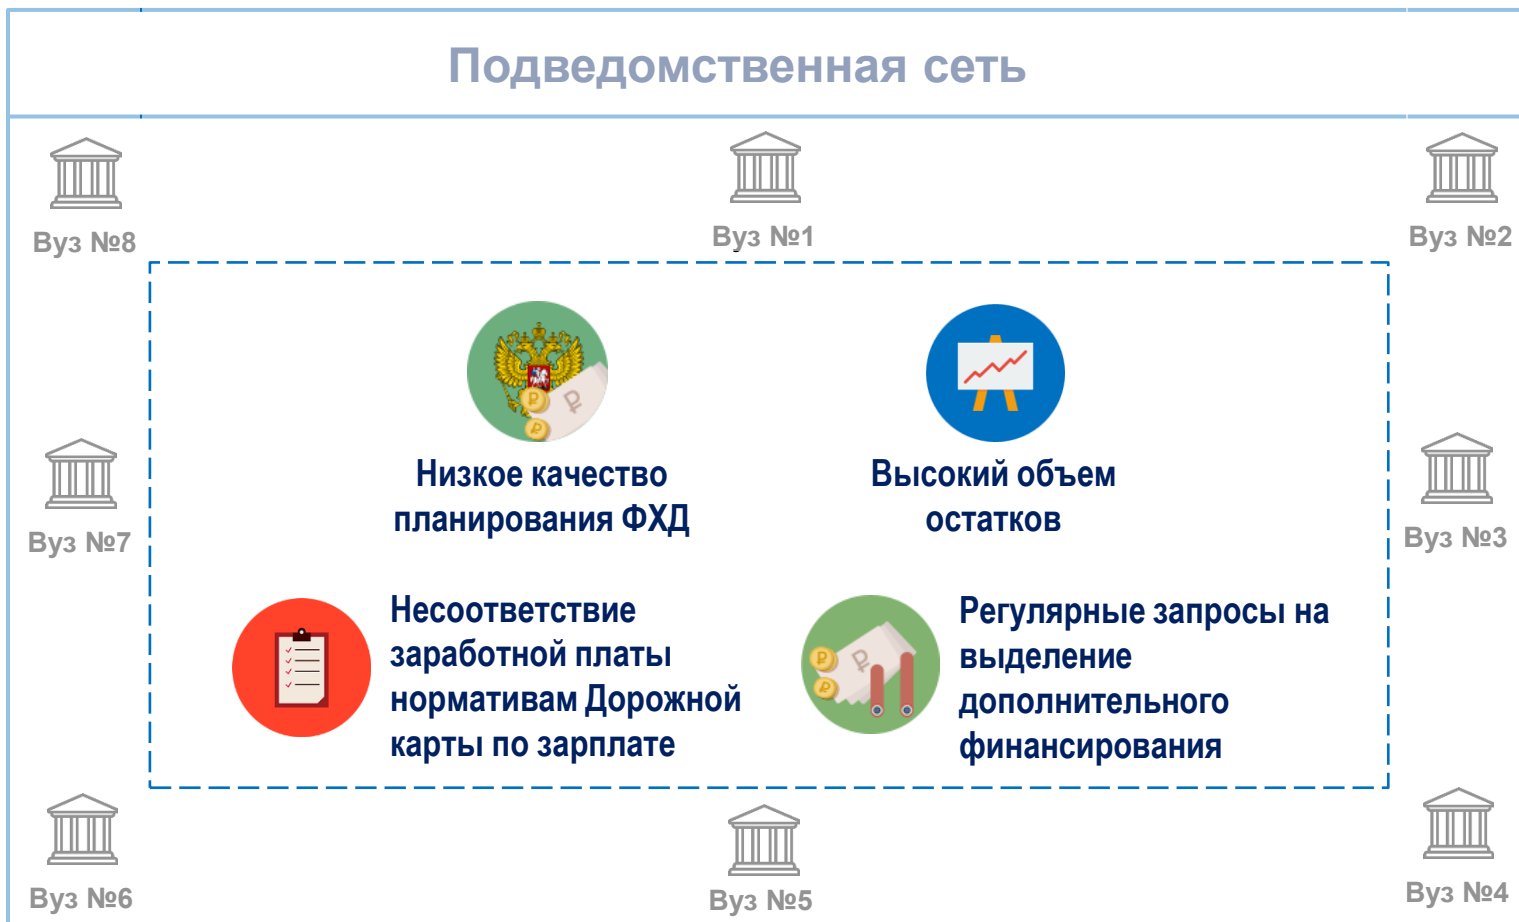 Подведомственная сеть
Вуз №8
Вуз №1
Вуз №2
Низкое качество
планирования ФХД
Высокий объем
остатков
Вуз №7
Вуз №3
Несоответствие
заработной платы
нормативам Дорожной
карты по зарплате
Регулярные запросы на
выделение
дополнительного
финансирования
Вуз №6
Вуз №5
Вуз №4